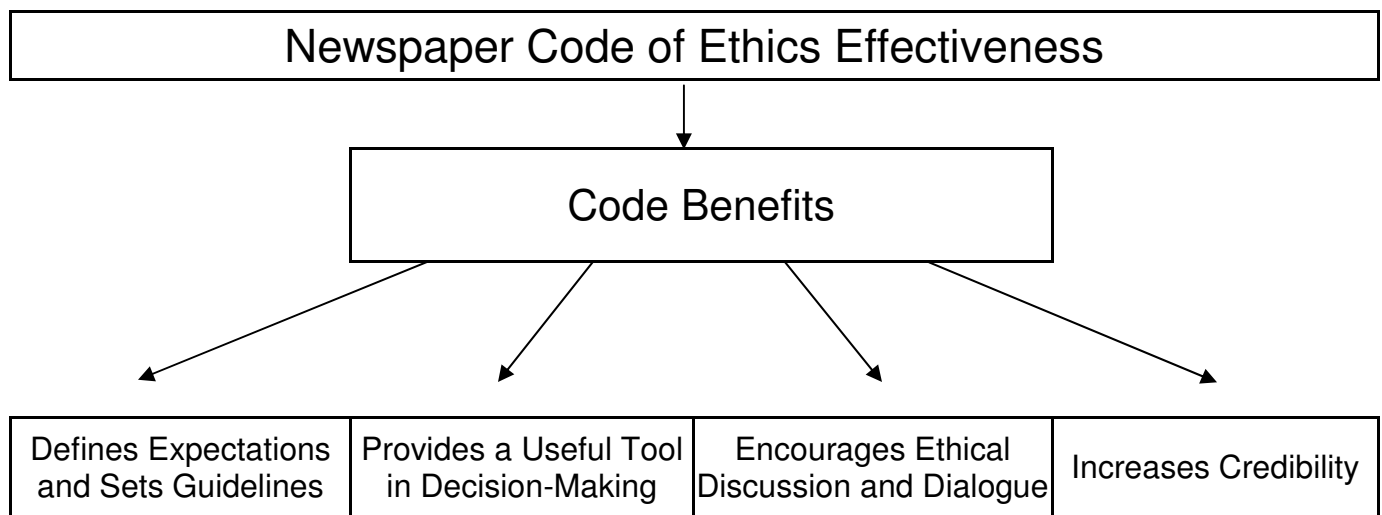 Newspaper Code of Ethics Effectiveness
Code Benefits
Defines Expectations
and Sets Guidelines
Provides a Useful Tool
in Decision-Making
Encourages Ethical
Discussion and Dialogue
Increases Credibility